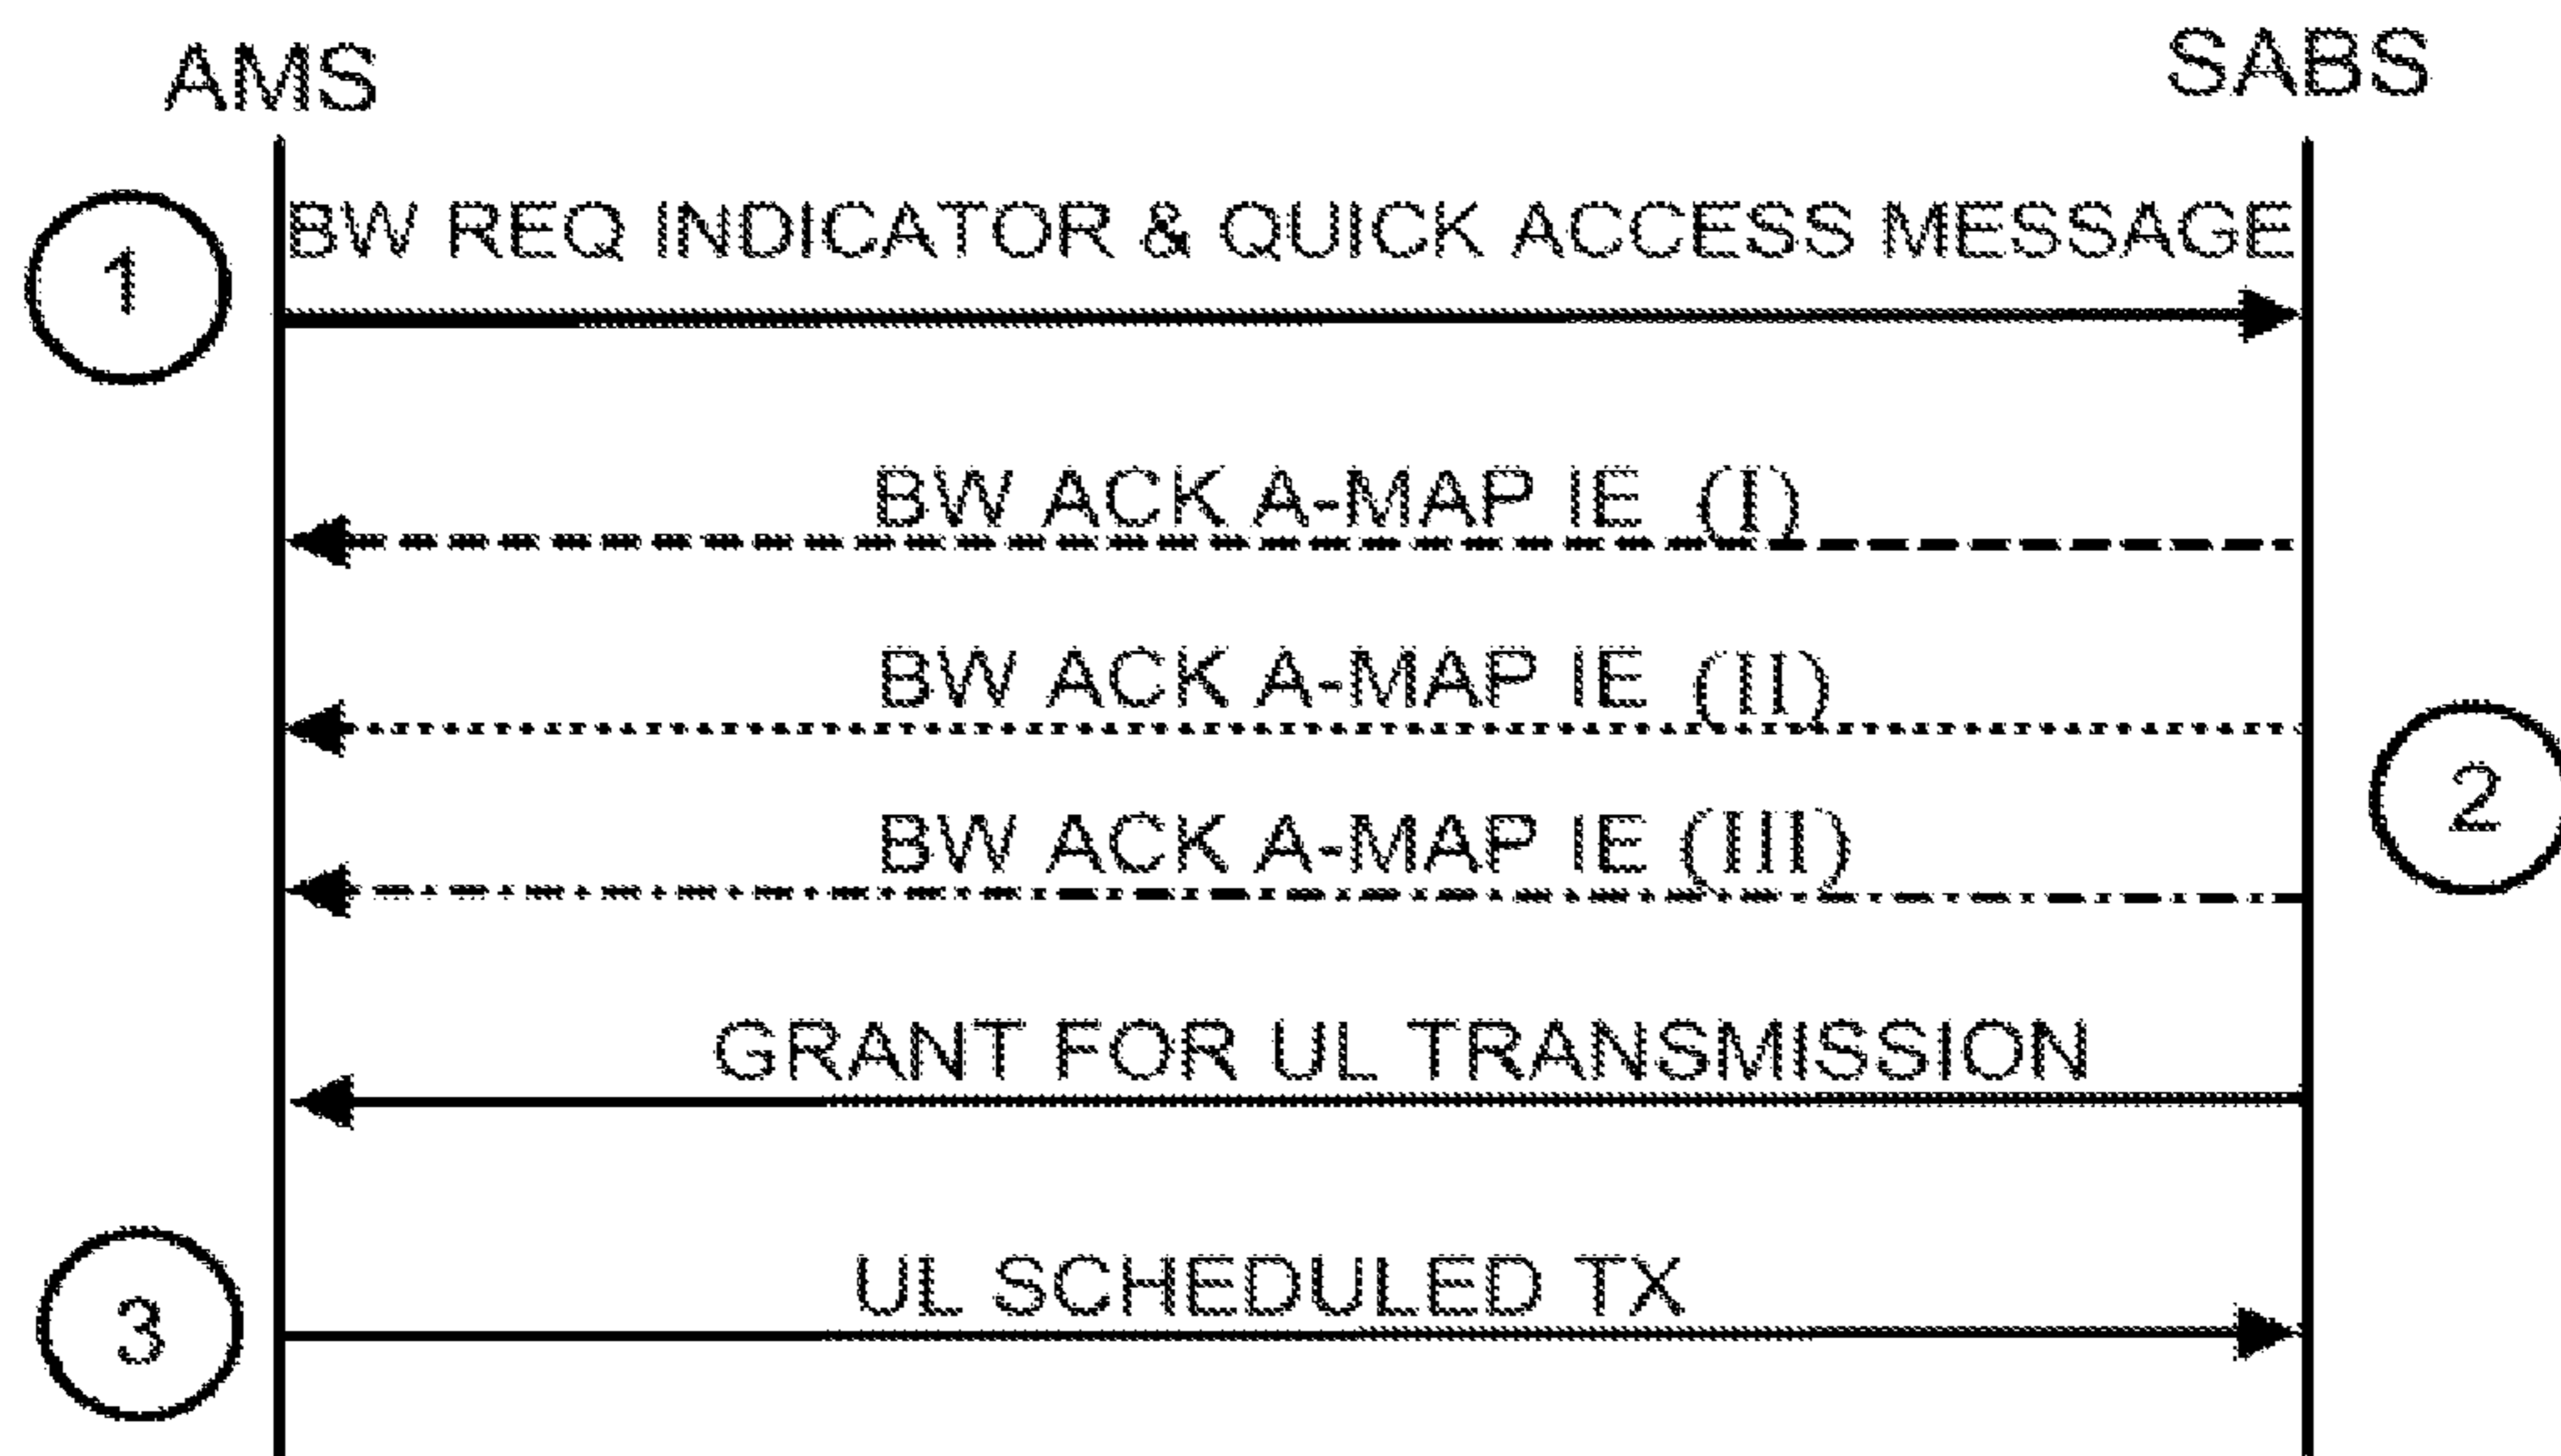 AMS
SABS
1
BW REQ INDICATOR & QUICK ACCESS MESSAGE
BW ACK A-MAP IE (I)
BW ACK A-MAP IE (II)
2
BW ACK A-MAP IE (III)
GRANT FOR UL TRANSMISSION
3
UL SCHEDULED TX